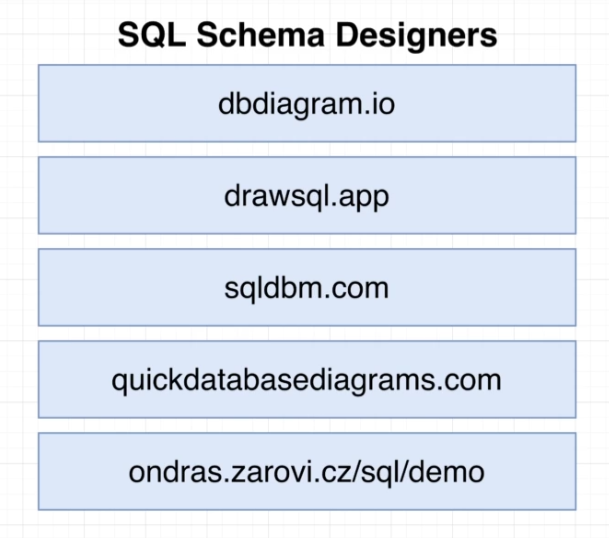 SQL Schema Designers
dbdiagram.io
drawsql.app
sqldbm.com
quickdatabasediagrams.com
ondras.zarovi.cz/sql/demo